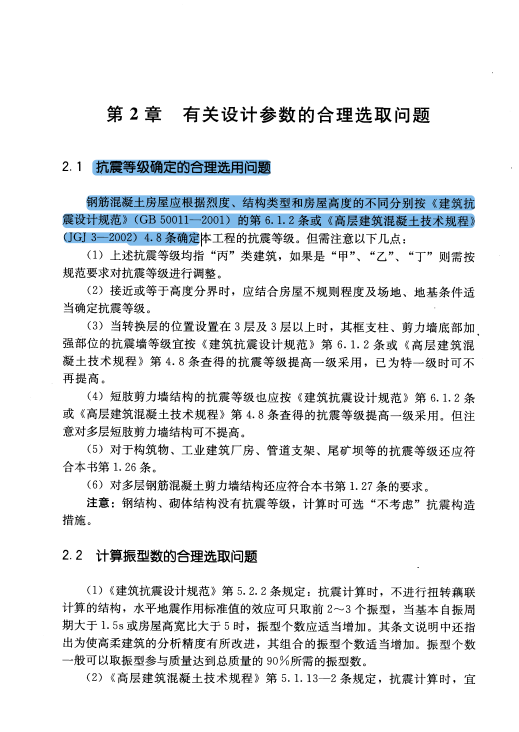 第 2 章　有关设计参数的合理选取问题
2.1 抗震等级确定的合理选用问题
钢筋混凝土房屋应根据烈度、结构类型和房屋高度的不同分别按《建筑抗
震设计规范》(GB 50011—2001) 的第 6.1.2 条或《高层建筑混凝土技术规程》
(JGJ 3—2002) 4.8 条确定本工程的抗震等级。但需注意以下几点：
(1) 上述抗震等级均指“丙”类建筑，如果是“甲”、“乙”、“丁”则需按
规范要求对抗震等级进行调整。
(2) 接近或等于高度分界时，应结合房屋不规则程度及场地、地基条件适
当确定抗震等级。
(3) 当转换层的位置设置在 3 层及 3 层以上时，其框支柱、剪力墙底部加
强部位的抗震墙等级宜按《建筑抗震设计规范》第 6.1.2 条或《高层建筑混
凝土技术规程》第 4.8 条查得的抗震等级提高一级采用，已为特一级时可不
再提高。
(4) 短肢剪力墙结构的抗震等级也应按《建筑抗震设计规范》第 6.1.2 条
或《高层建筑混凝土技术规程》第 4.8 条查得的抗震等级提高一级采用。但注
意对多层短肢剪力墙结构可不提高。
(5) 对于构筑物、工业建筑厂房、管道支架、尾矿坝等的抗震等级还应符
合本书第 1.26 条。
(6) 对多层钢筋混凝土剪力墙结构还应符合本书第 1.27 条的要求。
注意：钢结构、砌体结构没有抗震等级，计算时可选“不考虑”抗震构造
措施。
2.2 计算振型数的合理选取问题
(1)《建筑抗震设计规范》第 5.2.2 条规定：抗震计算时，不进行扭转藕联
计算的结构，水平地震作用标准值的效应可只取前 2～3 个振型，当基本自振周
期大于 1.5s 或房屋高宽比大于 5 时，振型个数应适当增加。其条文说明中还指
出为使高柔建筑的分析精度有所改进，其组合的振型个数适当增加。振型个数
一般可以取振型参与质量达到总质量的 90%所需的振型数。
(2)《高层建筑混凝土技术规程》第 5.1.13—2 条规定，抗震计算时，宜